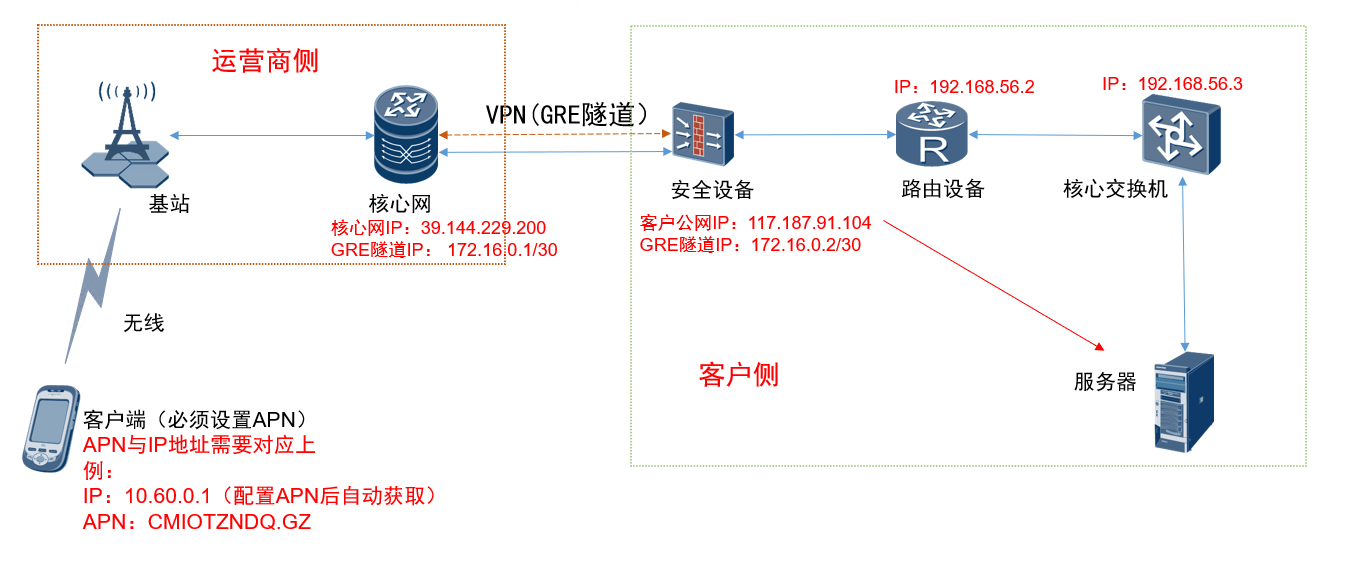 运营商侧
IP：192.168.56.2
IP：192.168.56.3
VPN(GRE隧道）
R
基站
核心网
安全设备
路由设备
核心交换机
核心网IP：39.144.229.200
GRE隧道IP： 172.16.0.1/30
客户公网IP：117.187.91.104
GRE隧道IP：172.16.0.2/30
无线
客户侧
服务器
客户端（必须设置APN）
APN与IP地址需要对应上
例：
IP：10.60.0.1（配置APN后自动获取）
APN：CMIOTZNDQ.GZ